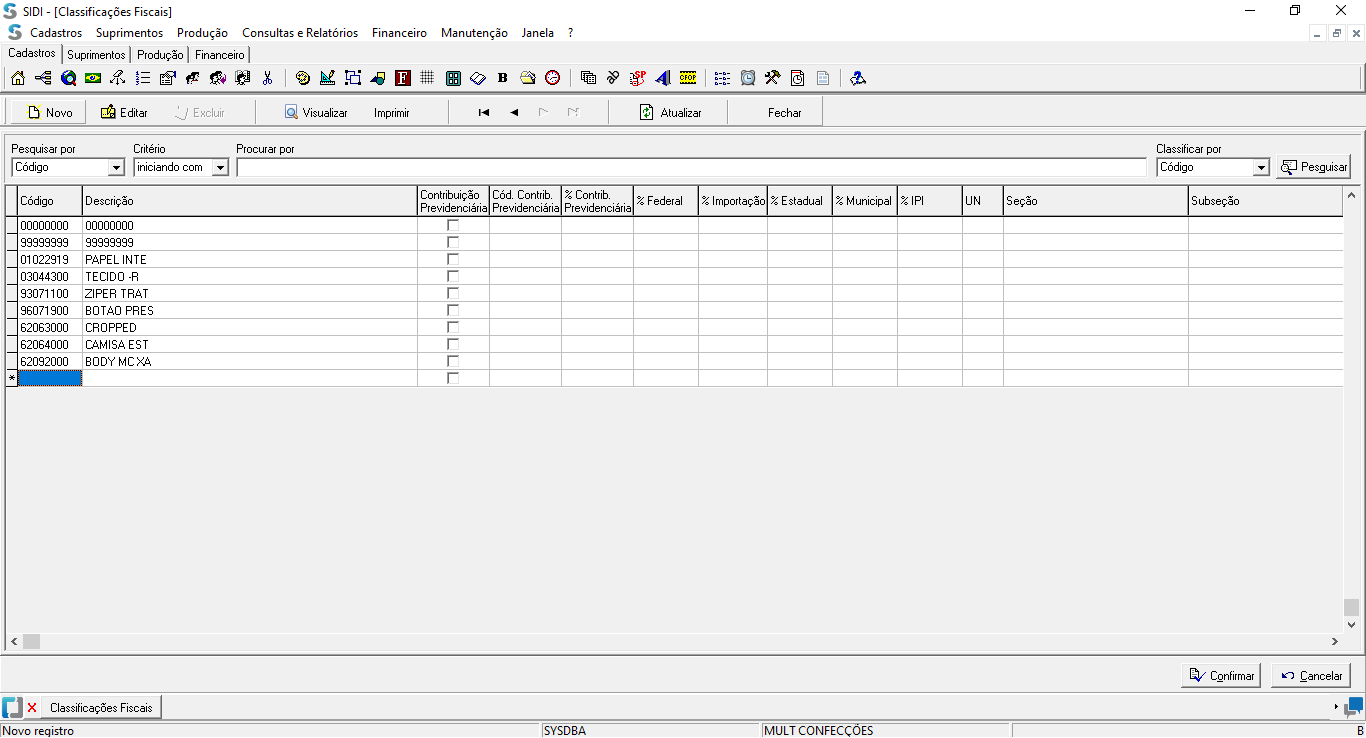 SIDI - [Classificações Fiscais]
Cadastros Suprimentos Produção Consultas e Relatórios Financeiro Manutenção Janela ?
Cadastros Suprimentos Produção Financeiro
F B SP CFOP
Novo Editar Excluir Visualizar Imprimir Atualizar Fechar
Pesquisar por Critério Procurar por Classificar por
Código iniciando com Código Pesquisar
Código Descrição Contribuição Previdenciária Cód. Contrib. Previdenciária % Contrib. Previdenciária % Federal % Importação % Estadual % Municipal % IPI UN Seção Subseção
00000000 00000000
99999999 99999999
01022919 PAPEL INTE
03044300 TECIDO -R
93071100 ZIPER TRAT
96071900 BOTAO PRES
62063000 CROPPED
62064000 CAMISA EST
62092000 BODY MC XA
*
Confirmar Cancelar
Classificações Fiscais
Novo registro SYSDBA MULT CONFECÇÕES B